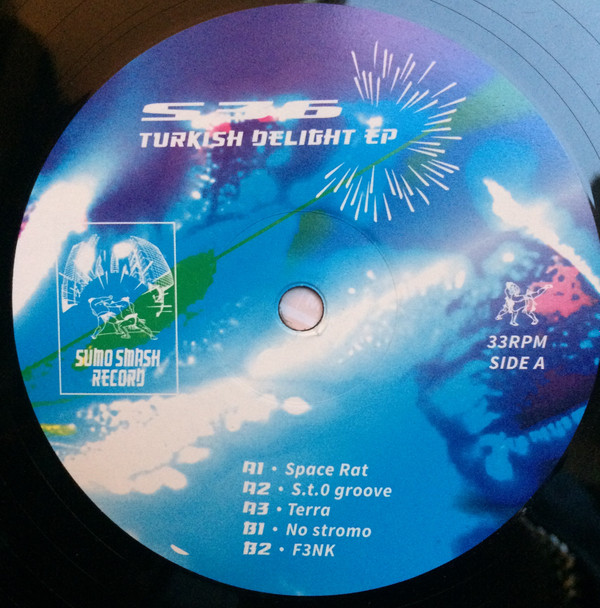 S36
TURKISH DELIGHT EP
SUMO SMASH
RECORD
33RPM
SIDE A
A1 • Space Rat
A2 • S.t.0 groove
A3 • Terra
B1 • No stromo
B2 • F3NK